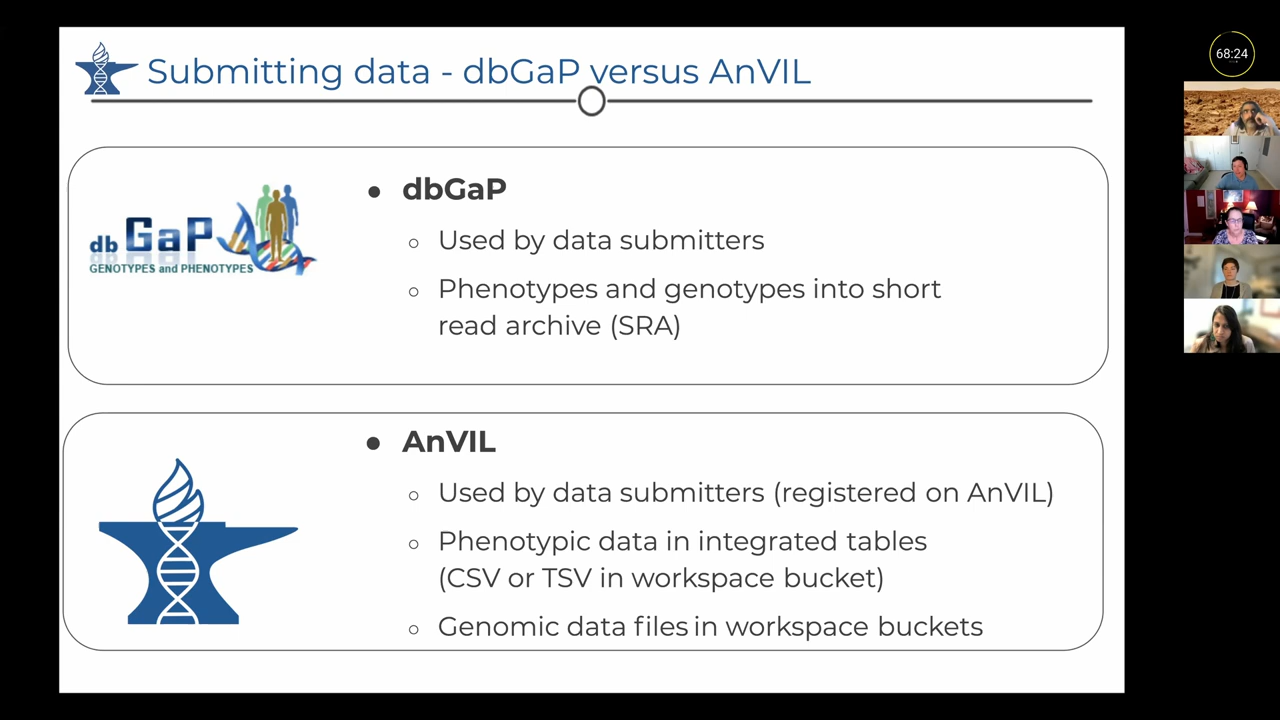 68:24
Submitting data - dbGaP versus AnVIL
db GaP
GENOTYPES and PHENOTYPES
● dbGaP
○ Used by data submitters
○ Phenotypes and genotypes into short
read archive (SRA)
● AnVIL
○ Used by data submitters (registered on AnVIL)
○ Phenotypic data in integrated tables
(CSV or TSV in workspace bucket)
○ Genomic data files in workspace buckets